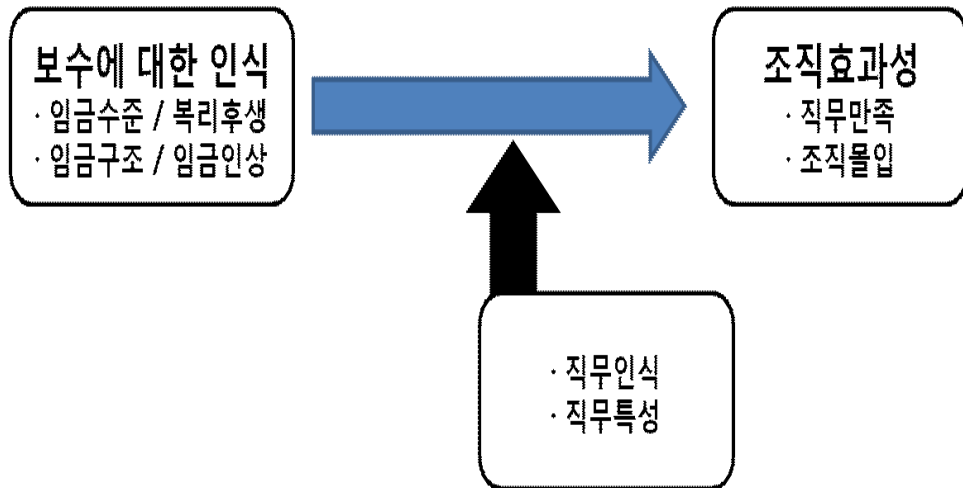 보수에 대한 인식
· 임금수준 / 복리후생
· 임금구조 / 임금인상
조직효과성
· 직무만족
· 조직몰입
· 직무인식
· 직무특성